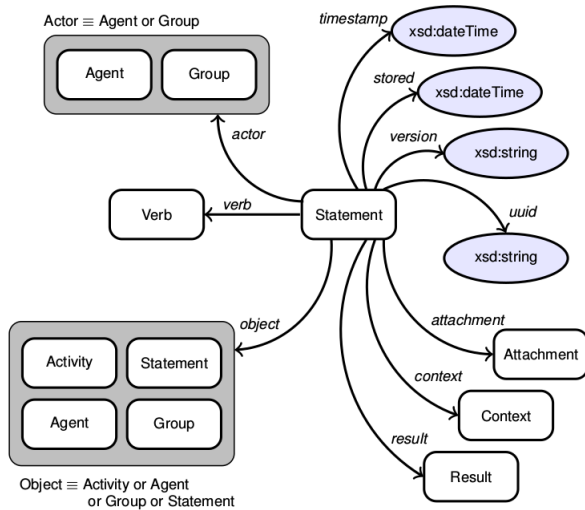 Actor ≡ Agent or Group
Agent
Group
actor
timestamp
xsd:dateTime
stored
xsd:dateTime
version
xsd:string
uuid
xsd:string
Verb
verb
Statement
object
Activity
Statement
Agent
Group
Object ≡ Activity or Agent
or Group or Statement
attachment
Attachment
context
Context
result
Result